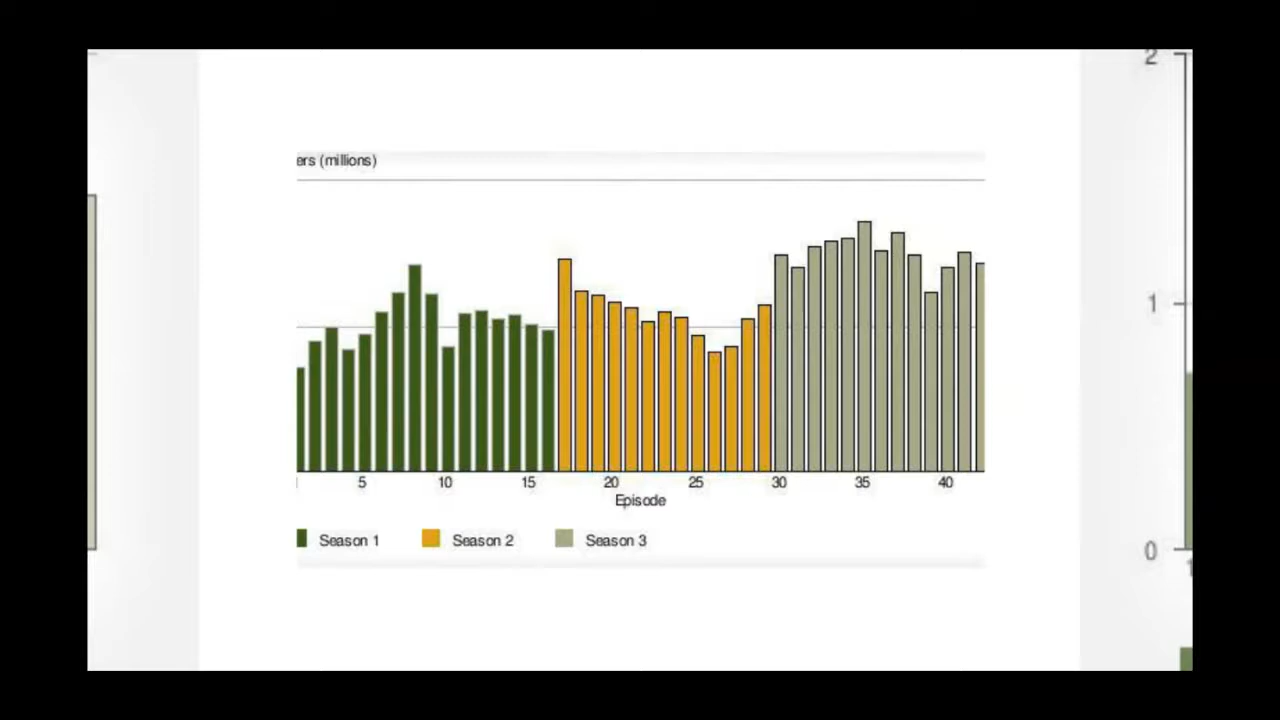 ers (millions)
2
1
0
5 10 15 20 25 30 35 40
Episode
Season 1 Season 2 Season 3